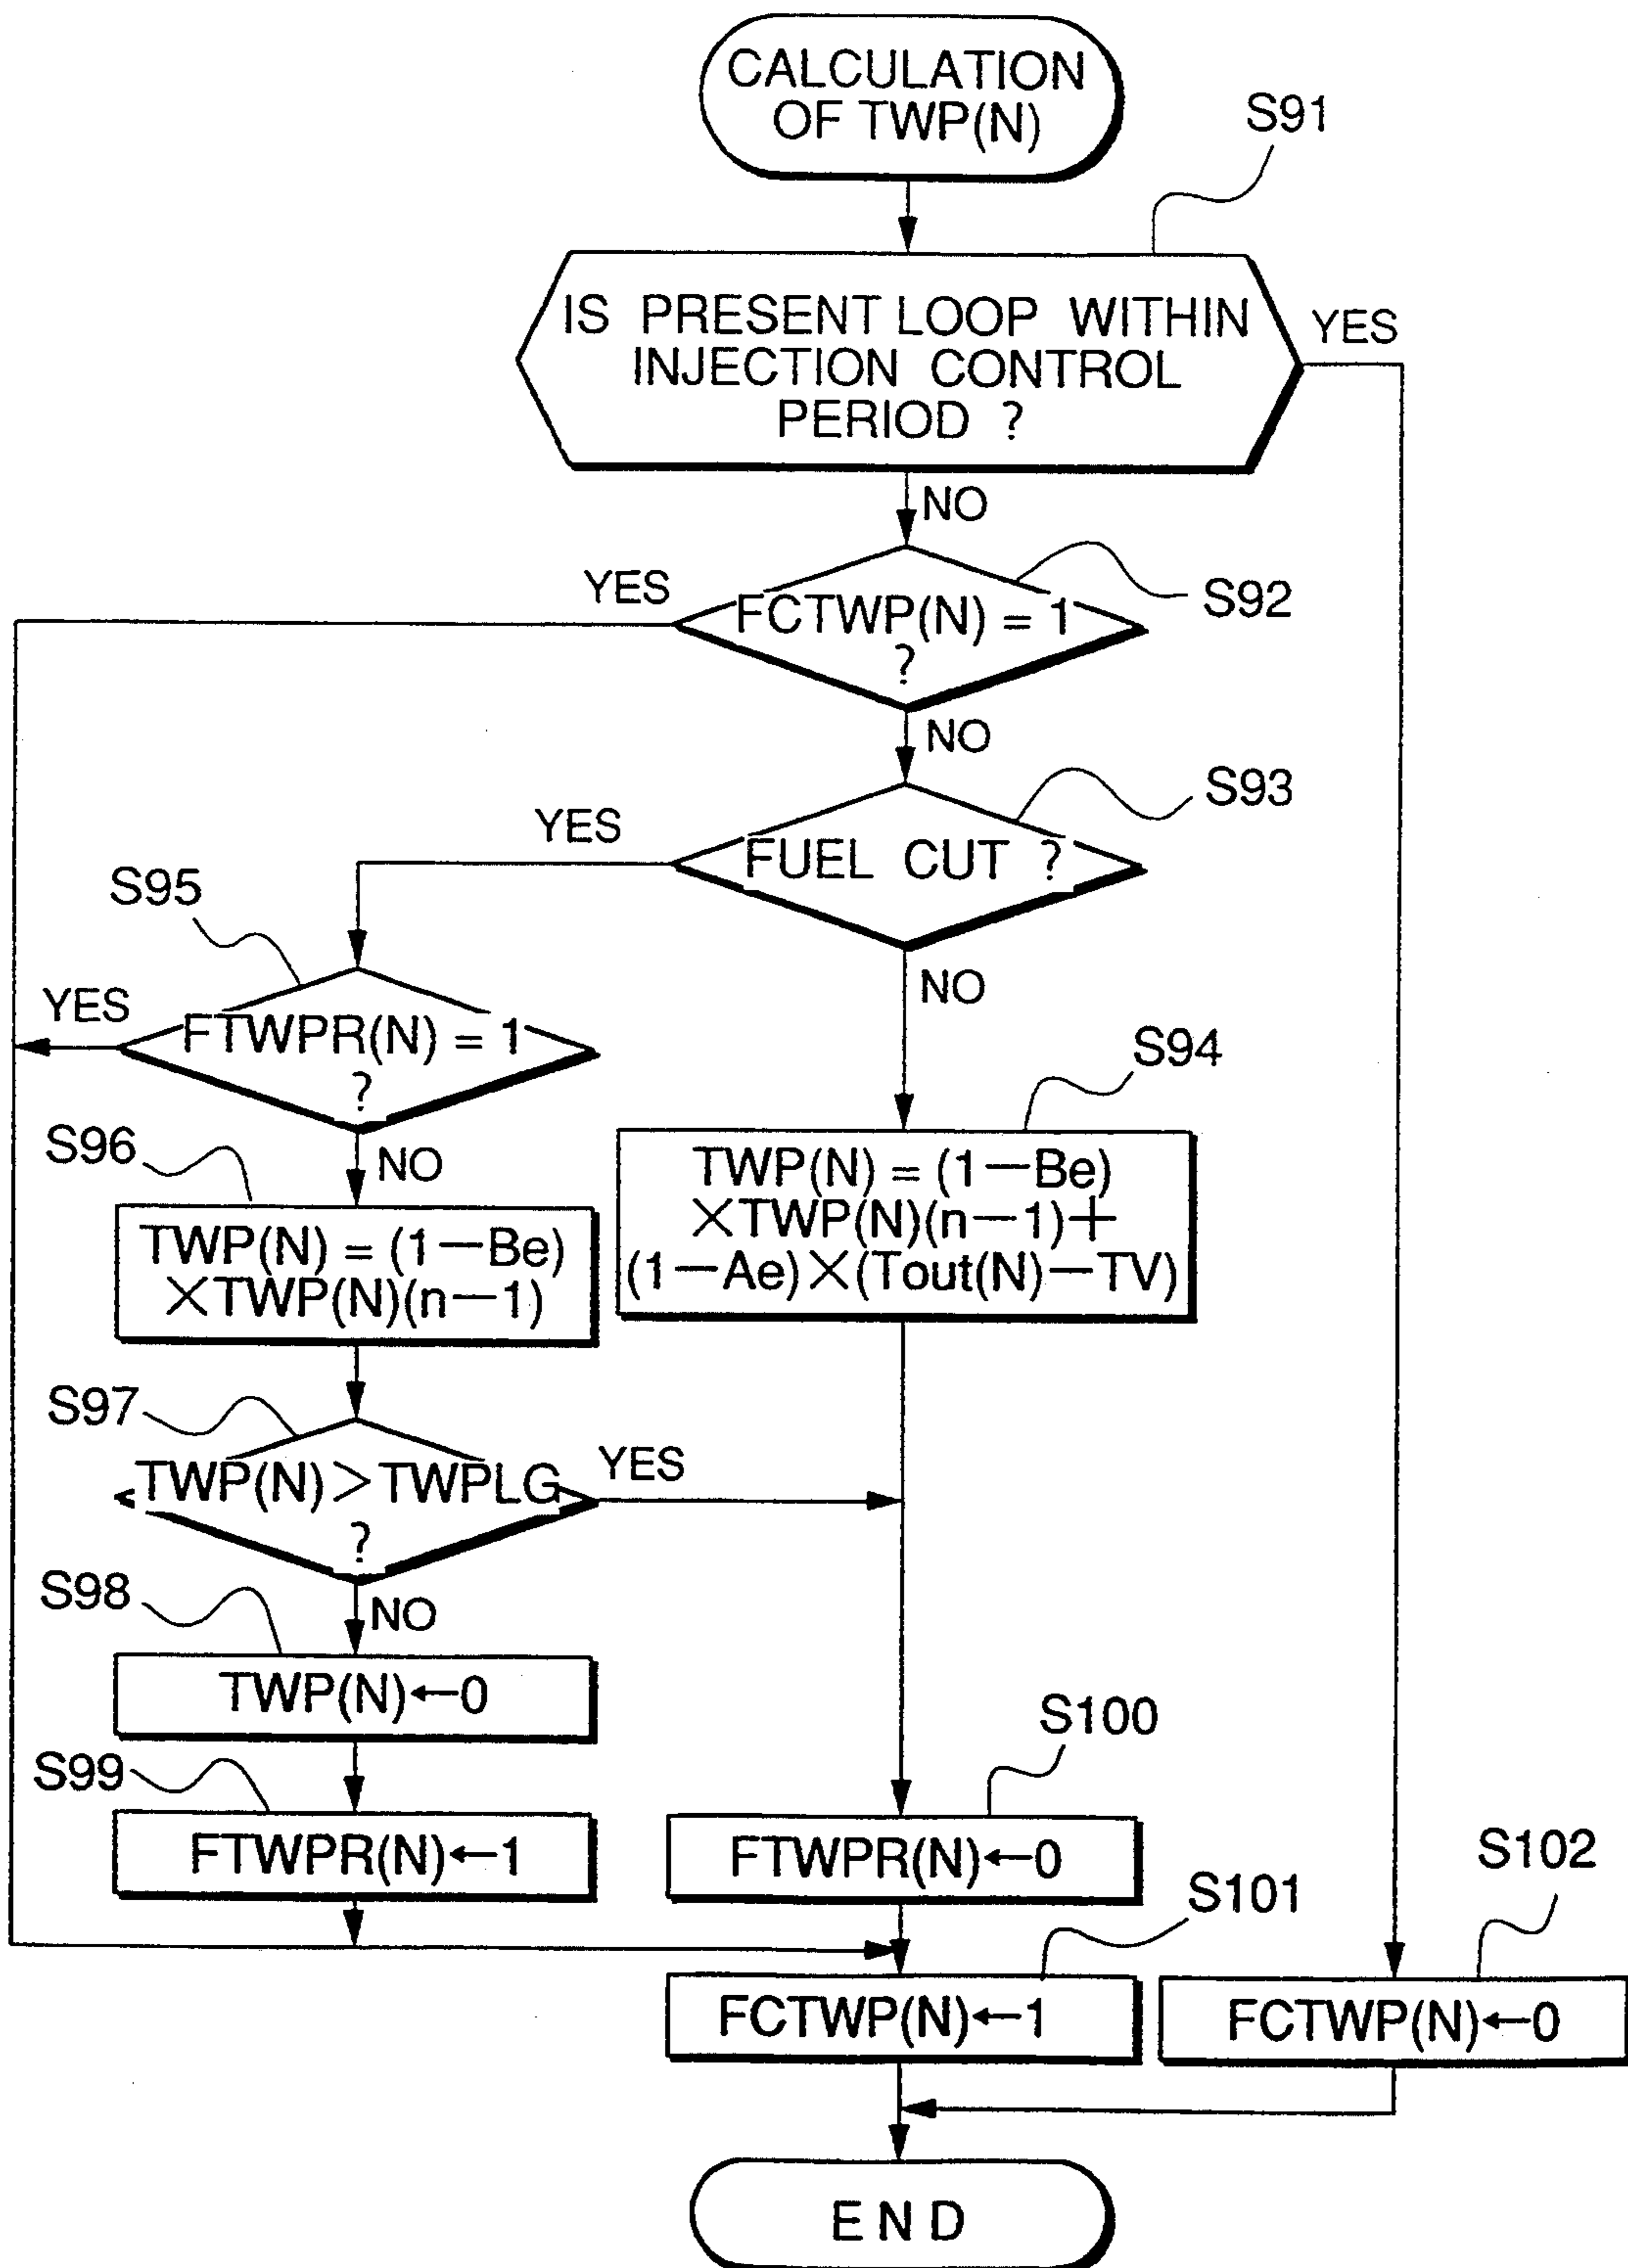 CALCULATION
OF TWP(N)
S91
IS PRESENT LOOP WITHIN
INJECTION CONTROL
PERIOD ?
YES
NO
S92
YES
FCTWP(N) = 1
?
NO
S93
YES
FUEL CUT ?
NO
S95
YES
FTWPR(N) = 1
?
NO
S94
TWP(N) = (1－Be)
×TWP(N)(n－1)＋
(1－Ae)×(Tout(N)－TV)
S96
TWP(N) = (1－Be)
×TWP(N)(n－1)
S97
TWP(N)＞TWPLG
?
YES
NO
S98
TWP(N)←0
S99
FTWPR(N)←1
S100
FTWPR(N)←0
S101
FCTWP(N)←1
S102
FCTWP(N)←0
END